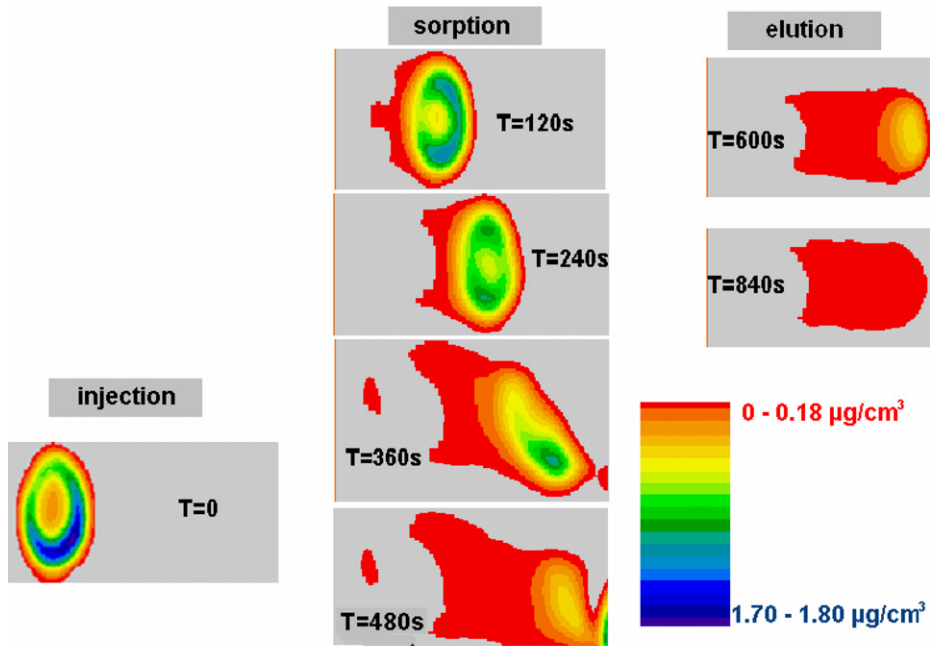 sorption
elution
T=120s
T=600s
T=240s
T=840s
injection
0 - 0.18 µg/cm³
T=360s
T=0
1.70 - 1.80 µg/cm³
T=480s